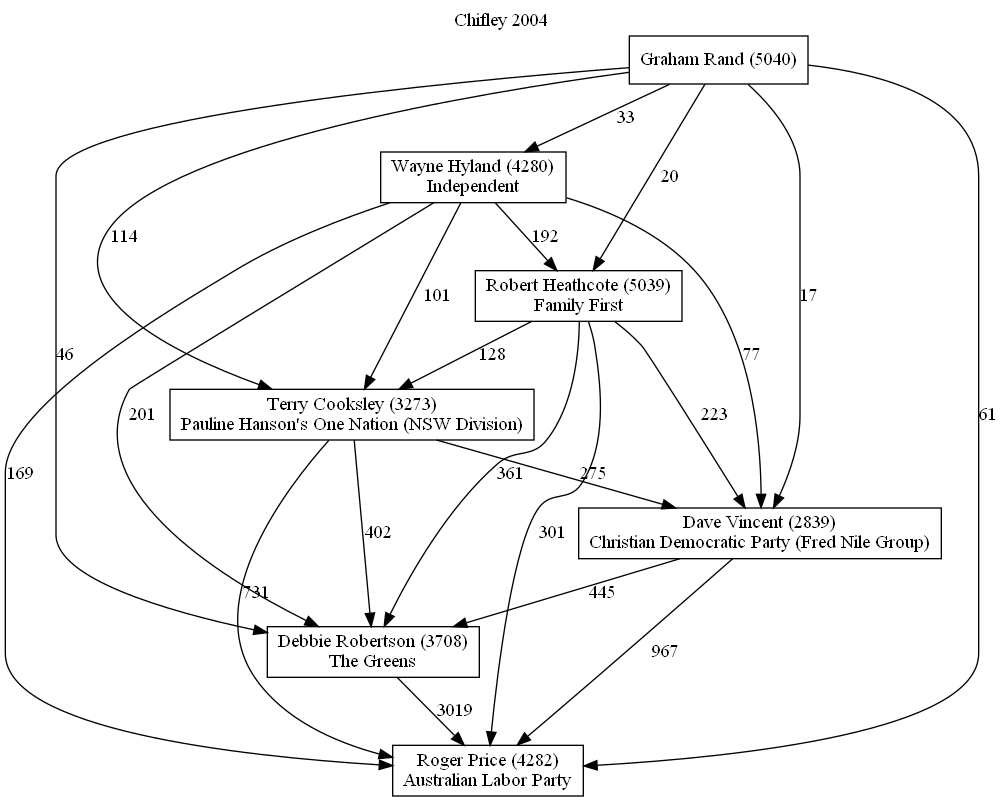 Chifley 2004
Graham Rand (5040)
33
Wayne Hyland (4280)
Independent
20
114
192
Robert Heathcote (5039)
Family First
101
17
46
128
77
Terry Cooksley (3273)
Pauline Hanson's One Nation (NSW Division)
201
223
61
169
361
275
402
301
Dave Vincent (2839)
Christian Democratic Party (Fred Nile Group)
731
445
Debbie Robertson (3708)
The Greens
967
3019
Roger Price (4282)
Australian Labor Party